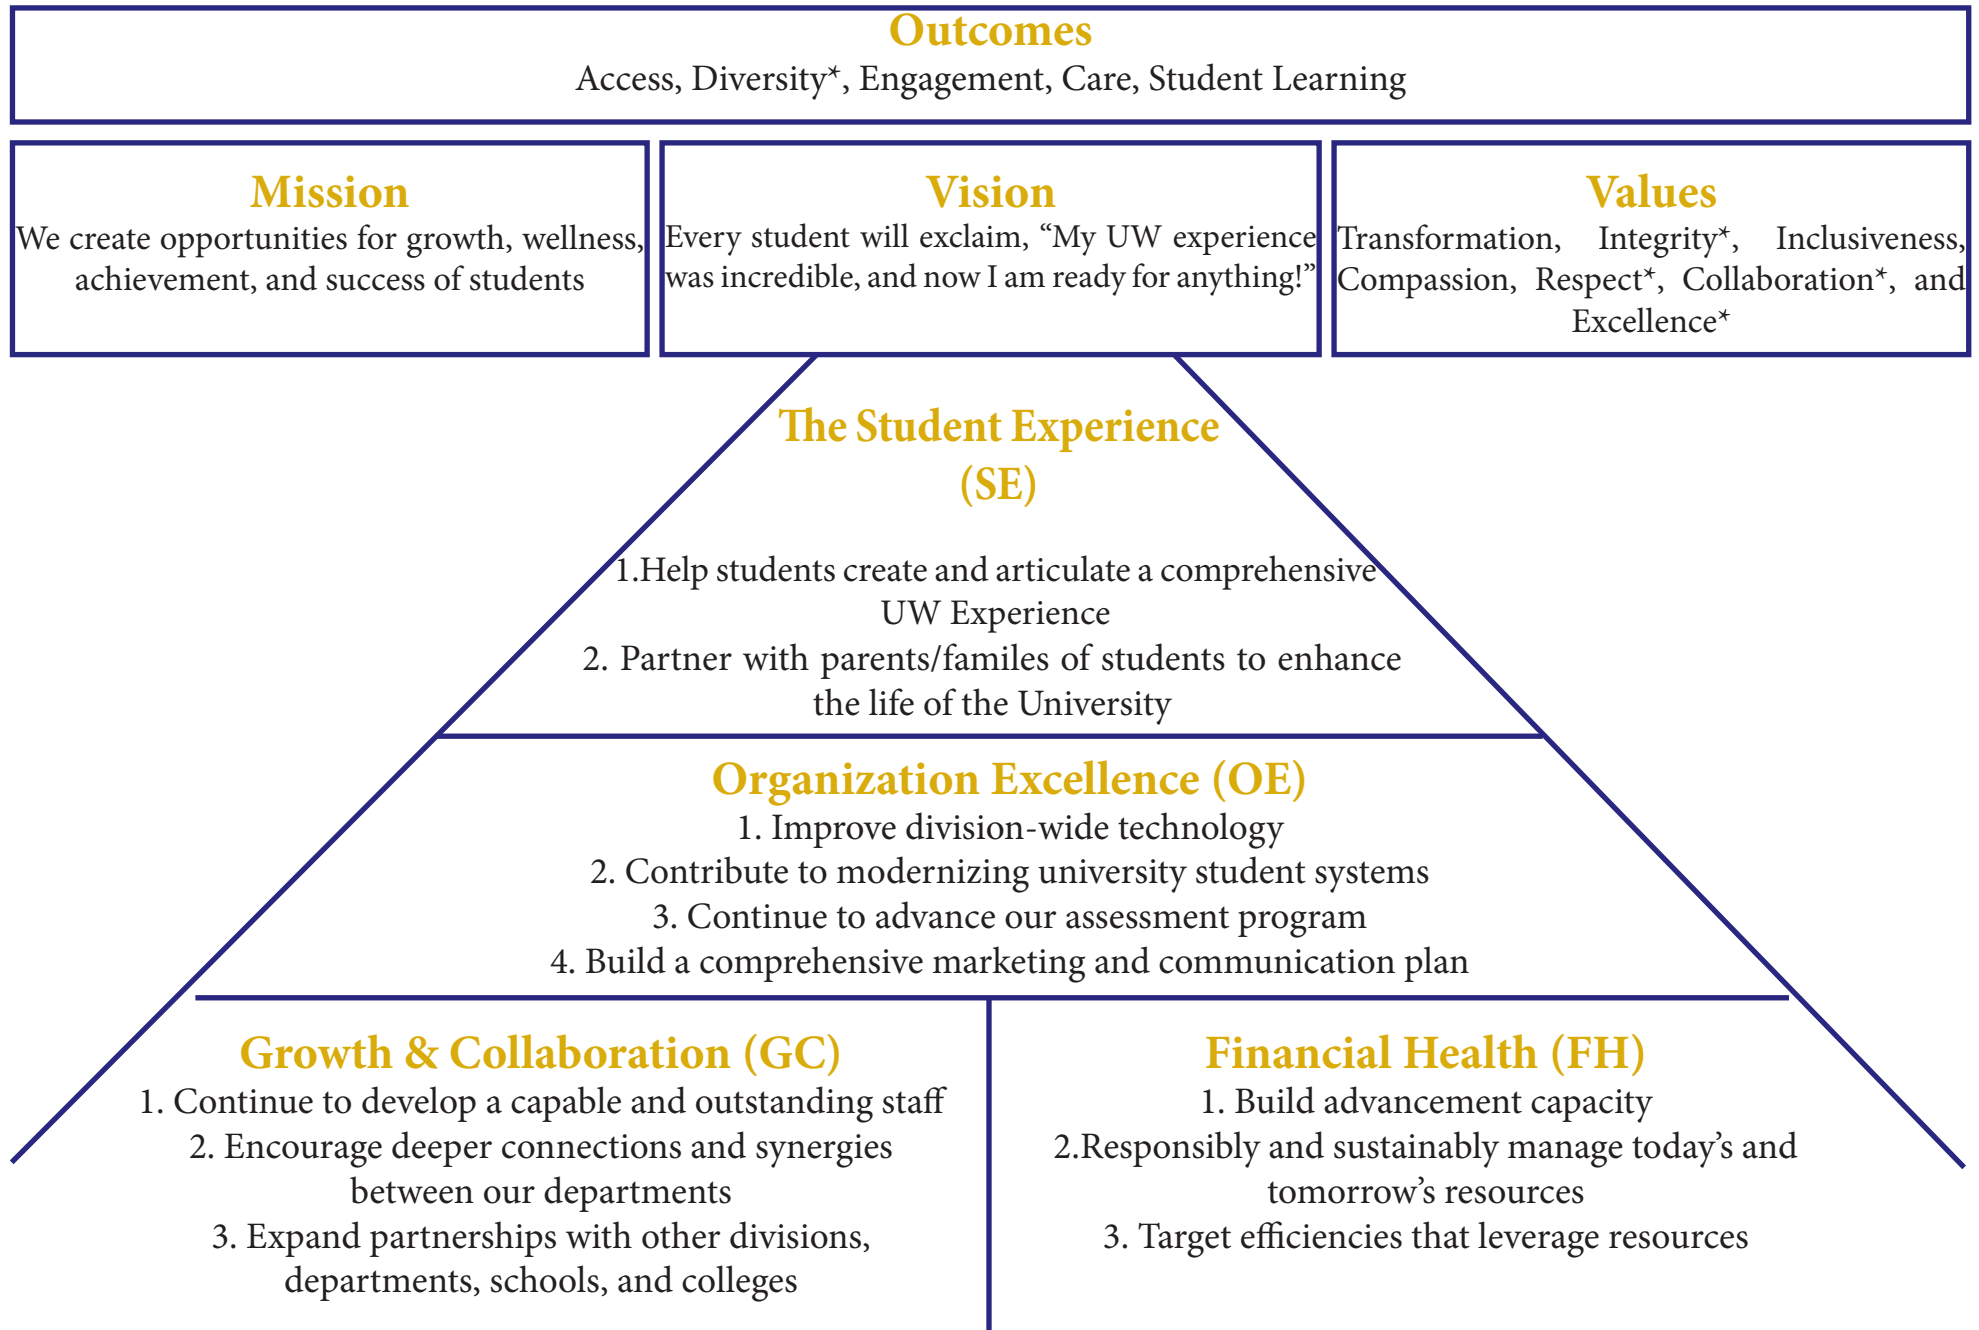 Outcomes
Access, Diversity*, Engagement, Care, Student Learning
Mission
We create opportunities for growth, wellness,
achievement, and success of students
Vision
Every student will exclaim, “My UW experience
was incredible, and now I am ready for anything!”
Values
Transformation, Integrity*, Inclusiveness,
Compassion, Respect*, Collaboration*, and
Excellence*
The Student Experience
(SE)
1.Help students create and articulate a comprehensive
UW Experience
2. Partner with parents/familes of students to enhance
the life of the University
Organization Excellence (OE)
1. Improve division-wide technology
2. Contribute to modernizing university student systems
3. Continue to advance our assessment program
4. Build a comprehensive marketing and communication plan
Growth & Collaboration (GC)
1. Continue to develop a capable and outstanding staff
2. Encourage deeper connections and synergies
between our departments
3. Expand partnerships with other divisions,
departments, schools, and colleges
Financial Health (FH)
1. Build advancement capacity
2.Responsibly and sustainably manage today’s and
tomorrow’s resources
3. Target efficiencies that leverage resources